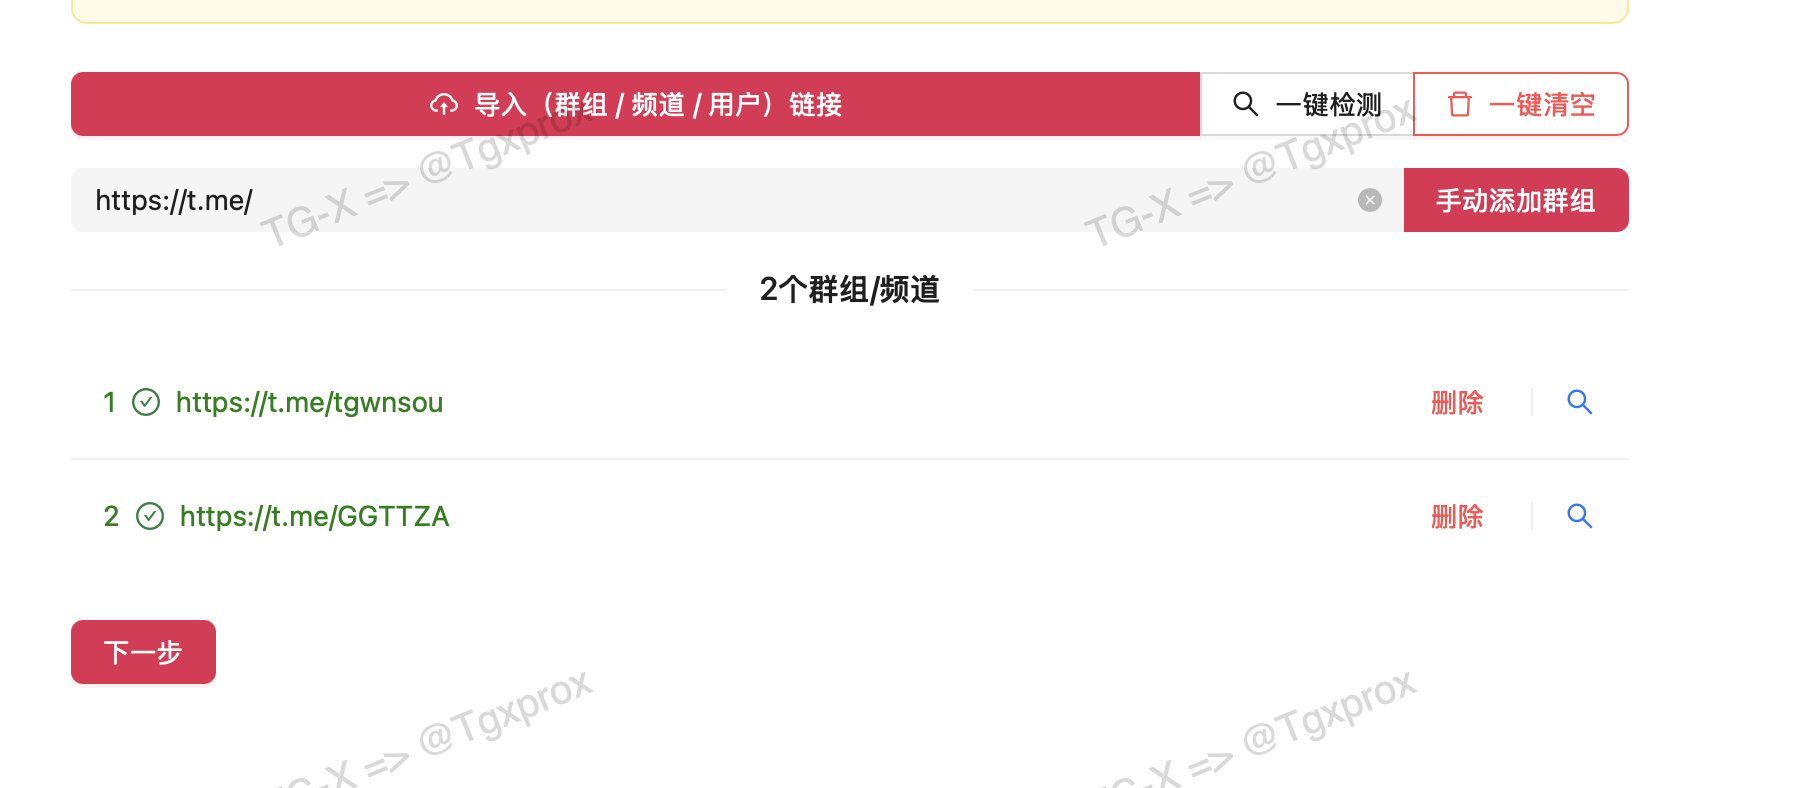 导入（群组 / 频道 / 用户）链接
一键检测
一键清空
https://t.me/
手动添加群组
TG-X => @Tgxprox
TG-X => @Tgxprox
2个群组/频道
1 https://t.me/tgwnsou
删除
2 https://t.me/GGTTZA
删除
下一步
TG-X => @Tgxprox
TG-X => @Tgxprox